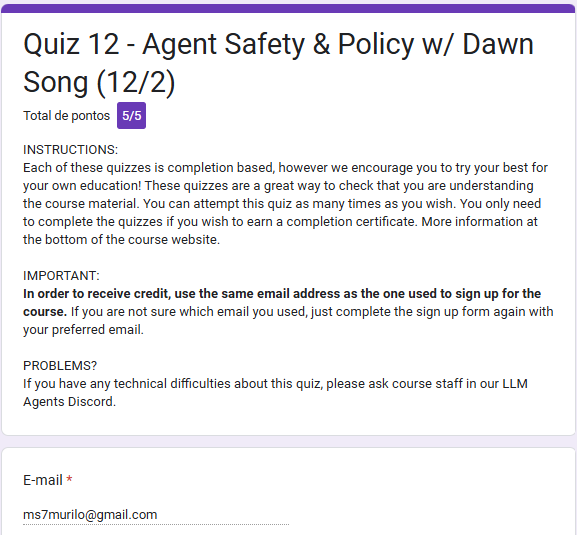 Quiz 12 - Agent Safety & Policy w/ Dawn
Song (12/2)
Total de pontos 5/5
INSTRUCTIONS:
Each of these quizzes is completion based, however we encourage you to try your best for
your own education! These quizzes are a great way to check that you are understanding
the course material. You can attempt this quiz as many times as you wish. You only need
to complete the quizzes if you wish to earn a completion certificate. More information at
the bottom of the course website.
IMPORTANT:
In order to receive credit, use the same email address as the one used to sign up for the
course. If you are not sure which email you used, just complete the sign up form again with
your preferred email.
PROBLEMS?
If you have any technical difficulties about this quiz, please ask course staff in our LLM
Agents Discord.
E-mail *
ms7murilo@gmail.com